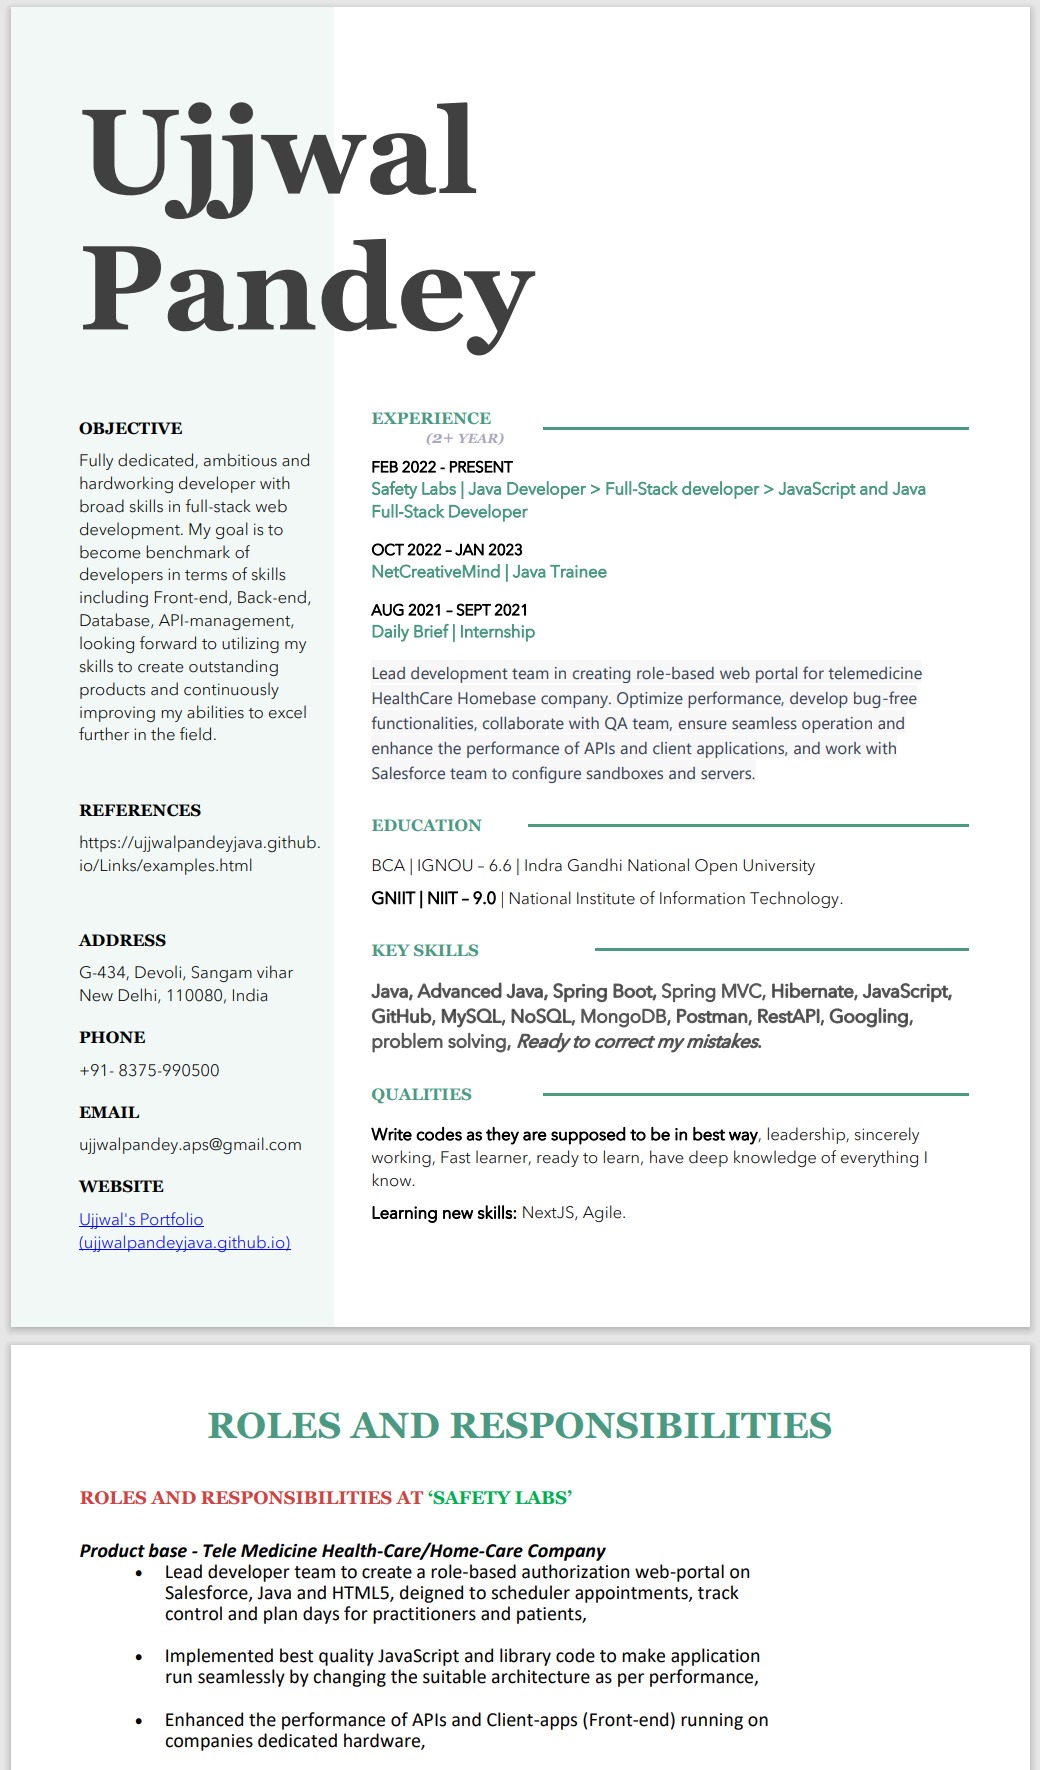 Ujjwal
Pandey
OBJECTIVE
Fully dedicated, ambitious and
hardworking developer with
broad skills in full-stack web
development. My goal is to
become benchmark of
developers in terms of skills
including Front-end, Back-end,
Database, API-management,
looking forward to utilizing my
skills to create outstanding
products and continuously
improving my abilities to excel
further in the field.
REFERENCES
https://ujjwalpandeyjava.github.
io/Links/examples.html
ADDRESS
G-434, Devoli, Sangam vihar
New Delhi, 110080, India
PHONE
+91- 8375-990500
EMAIL
ujjwalpandey.aps@gmail.com
WEBSITE
Ujjwal's Portfolio
(ujjwalpandeyjava.github.io)
EXPERIENCE
(2+ YEAR)
FEB 2022 - PRESENT
Safety Labs | Java Developer > Full-Stack developer > JavaScript and Java
Full-Stack Developer
OCT 2022 – JAN 2023
NetCreativeMind | Java Trainee
AUG 2021 – SEPT 2021
Daily Brief | Internship
Lead development team in creating role-based web portal for telemedicine
HealthCare Homebase company. Optimize performance, develop bug-free
functionalities, collaborate with QA team, ensure seamless operation and
enhance the performance of APIs and client applications, and work with
Salesforce team to configure sandboxes and servers.
EDUCATION
BCA | IGNOU – 6.6 | Indra Gandhi National Open University
GNIIT | NIIT – 9.0 | National Institute of Information Technology.
KEY SKILLS
Java, Advanced Java, Spring Boot, Spring MVC, Hibernate, JavaScript,
GitHub, MySQL, NoSQL, MongoDB, Postman, RestAPI, Googling,
problem solving, Ready to correct my mistakes.
QUALITIES
Write codes as they are supposed to be in best way, leadership, sincerely
working, Fast learner, ready to learn, have deep knowledge of everything I
know.
Learning new skills: NextJS, Agile.
ROLES AND RESPONSIBILITIES
ROLES AND RESPONSIBILITIES AT ‘SAFETY LABS’
Product base - Tele Medicine Health-Care/Home-Care Company
• Lead developer team to create a role-based authorization web-portal on
Salesforce, Java and HTML5, deigned to scheduler appointments, track
control and plan days for practitioners and patients,
• Implemented best quality JavaScript and library code to make application
run seamlessly by changing the suitable architecture as per performance,
• Enhanced the performance of APIs and Client-apps (Front-end) running on
companies dedicated hardware,